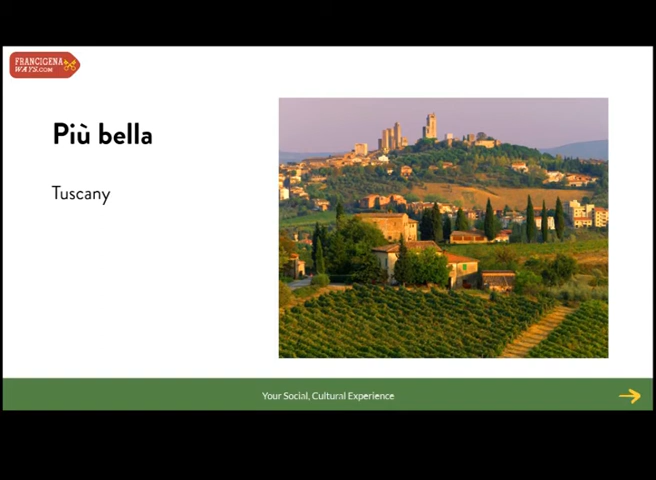 FRANCIGENA
WAYS.COM
Più bella
Tuscany
Your Social, Cultural Experience